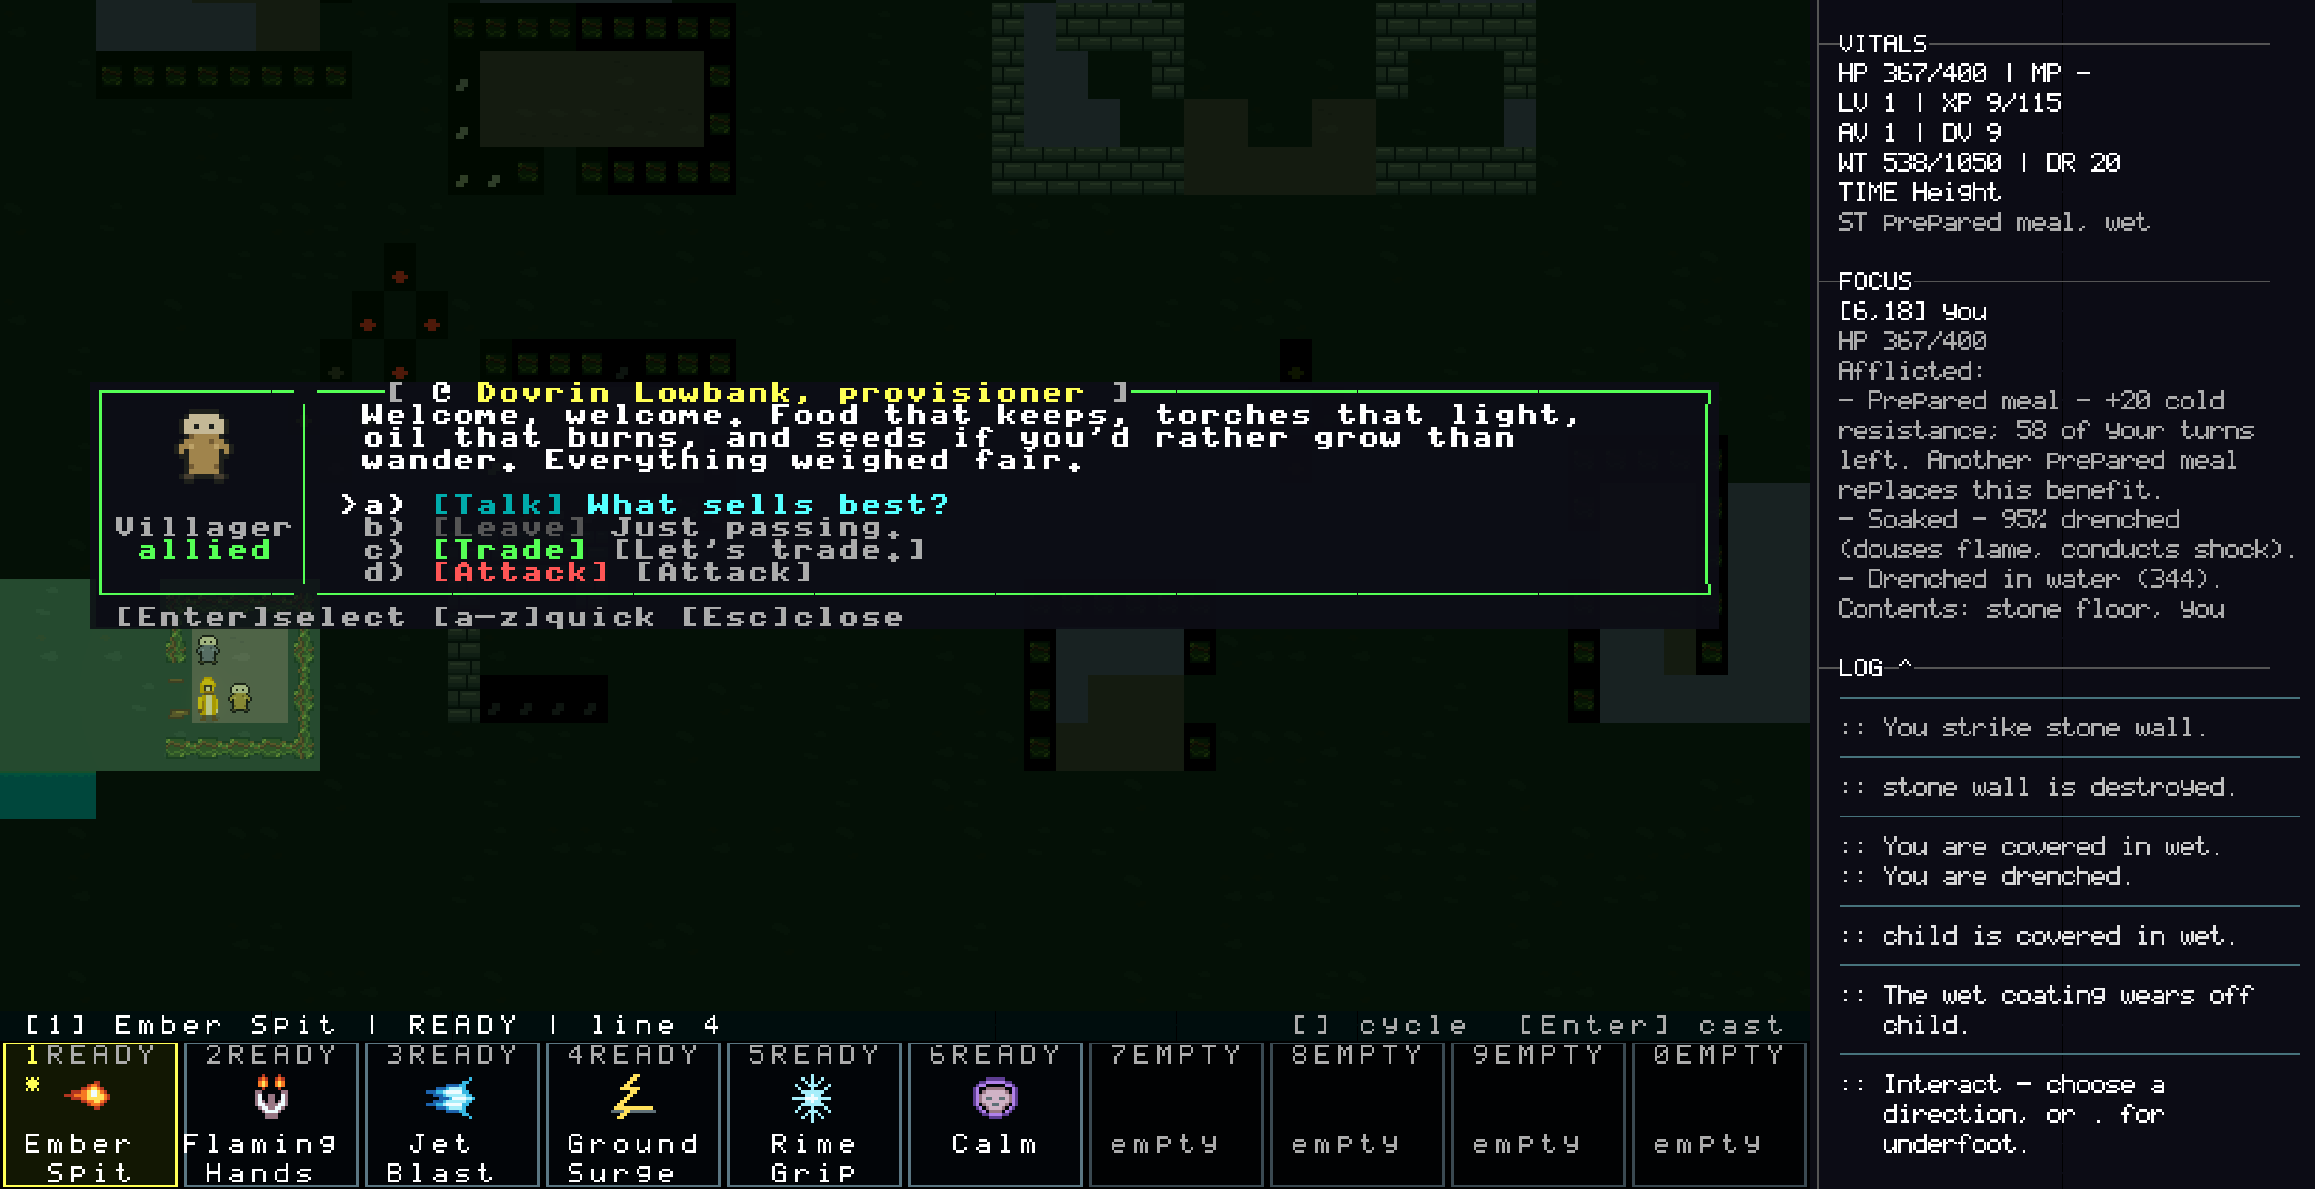 [ @ Dovrin Lowbank, provisioner ]
Welcome, welcome. Food that keeps, torches that light,
oil that burns, and seeds if you'd rather grow than
wander. Everything weighed fair.
>a) [Talk] What sells best?
b) [Leave] Just passing.
c) [Trade] [Let's trade.]
d) [Attack] [Attack]
Villager
allied
[Enter]select [a-z]quick [Esc]close
[1] Ember Spit | READY | line 4
[] cycle [Enter] cast
1READY
* Ember
Spit
2READY
Flaming
Hands
3READY
Jet
Blast
4READY
Ground
Surge
5READY
Rime
Grip
6READY
Calm
7EMPTY
empty
8EMPTY
empty
9EMPTY
empty
0EMPTY
empty
VITALS
HP 367/400 | MP -
LV 1 | XP 9/115
AV 1 | DV 9
WT 538/1050 | DR 20
TIME Height
ST prepared meal, wet
FOCUS
[6,18] you
HP 367/400
Afflicted:
- Prepared meal - +20 cold
resistance; 58 of your turns
left. Another prepared meal
replaces this benefit.
- Soaked - 95% drenched
(douses flame, conducts shock).
- Drenched in water (344).
Contents: stone floor, you
LOG ^
:: You strike stone wall.
:: stone wall is destroyed.
:: You are covered in wet.
:: You are drenched.
:: child is covered in wet.
:: The wet coating wears off
child.
:: Interact - choose a
direction, or . for
underfoot.